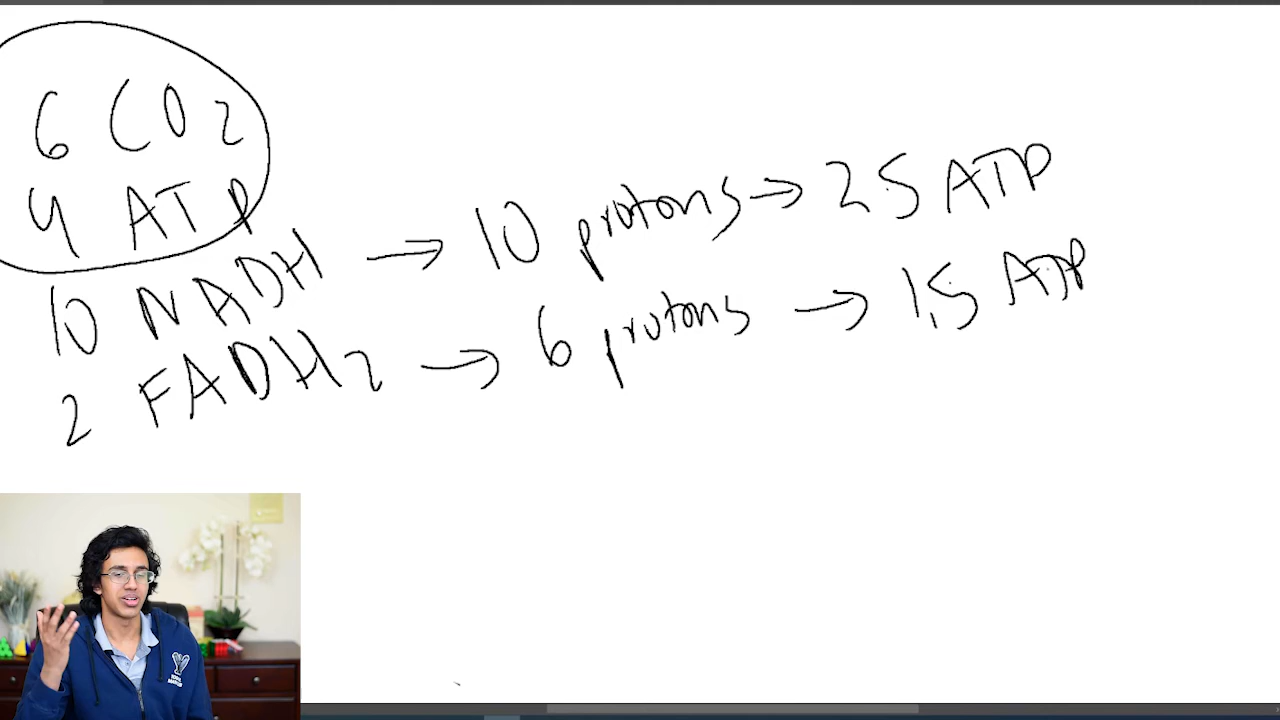 6 CO2
4 ATP
10 NADH → 10 protons → 2.5 ATP
2 FADH2 → 6 protons → 1.5 ATP